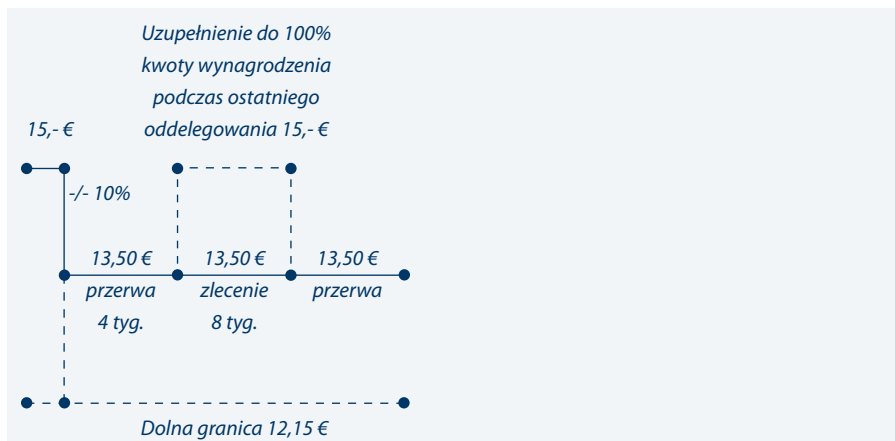 Uzupełnienie do 100%
kwoty wynagrodzenia
podczas ostatniego
15,- € oddelegowania 15,- €
-/- 10%
13,50 € 13,50 € 13,50 €
przerwa zlecenie przerwa
4 tyg. 8 tyg.
Dolna granica 12,15 €